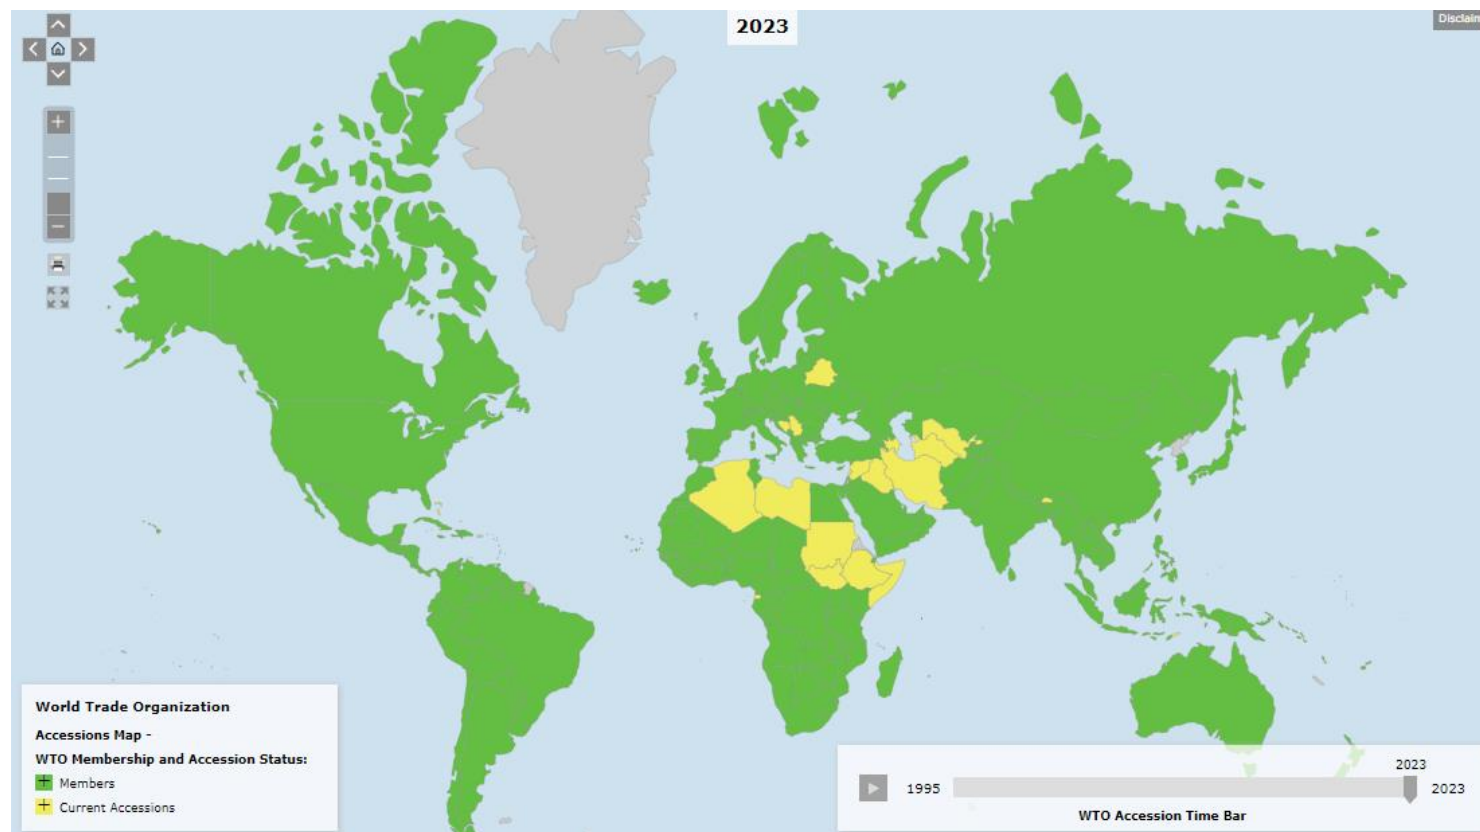 2023
Disclaim
World Trade Organization
Accessions Map -
WTO Membership and Accession Status:
Members
Current Accessions
2023
1995
2023
WTO Accession Time Bar